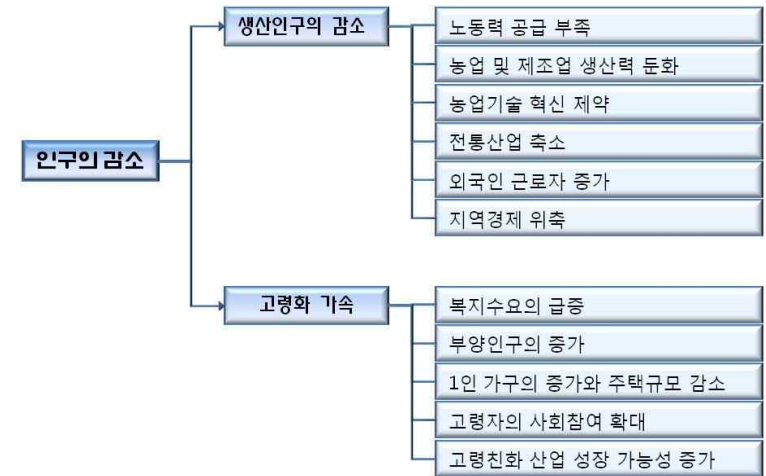 생산인구의 감소
노동력 공급 부족
농업 및 제조업 생산력 둔화
농업기술 혁신 제약
전통산업 축소
외국인 근로자 증가
지역경제 위축
인구의 감소
고령화 가속
복지수요의 급증
부양인구의 증가
1인 가구의 증가와 주택규모 감소
고령자의 사회참여 확대
고령친화 산업 성장 가능성 증가